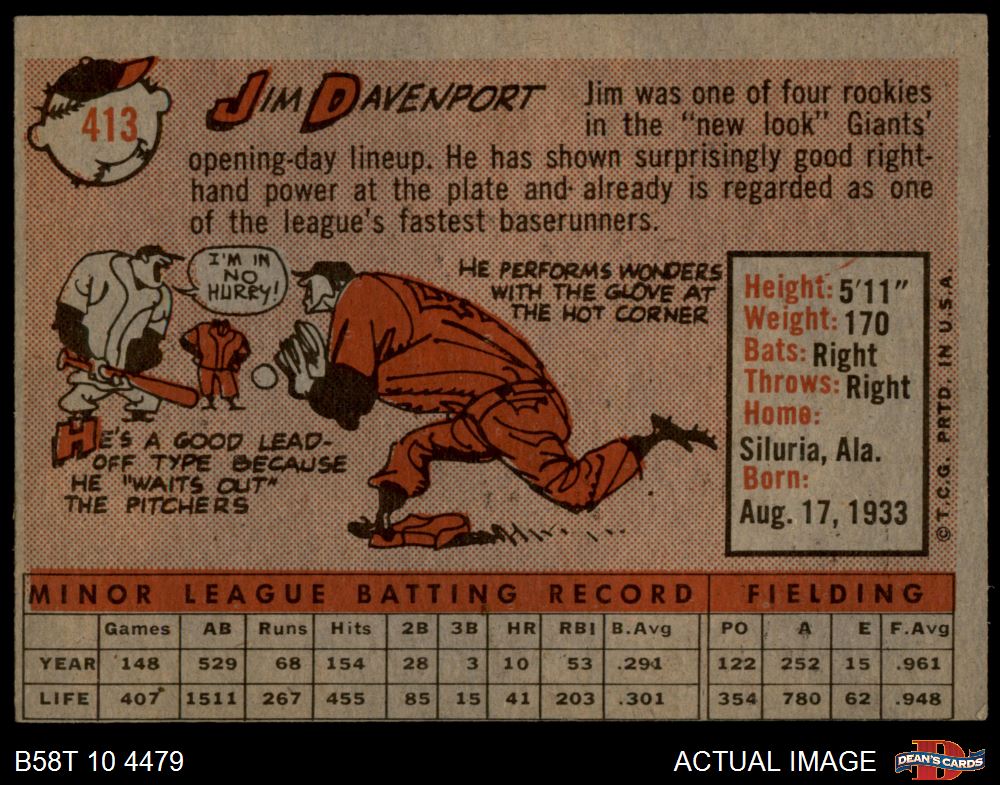 413
JIM DAVENPORT
Jim was one of four rookies
in the "new look" Giants'
opening-day lineup. He has shown surprisingly good right-
hand power at the plate and already is regarded as one
of the league's fastest baserunners.
I'M IN
NO
HURRY!
HE PERFORMS WONDERS
WITH THE GLOVE AT
THE HOT CORNER
HE'S A GOOD LEAD-
OFF TYPE BECAUSE
HE "WAITS OUT"
THE PITCHERS
Height: 5'11"
Weight: 170
Bats: Right
Throws: Right
Home:
Siluria, Ala.
Born:
Aug. 17, 1933
© T.C.G. PRTD. IN U.S.A.
MINOR LEAGUE BATTING RECORD FIELDING
Games AB Runs Hits 2B 3B HR RBI B.Avg PO A E F.Avg
YEAR 148 529 68 154 28 3 10 53 .291 122 252 15 .961
LIFE 407 1511 267 455 85 15 41 203 .301 354 780 62 .948
B58T 10 4479 ACTUAL IMAGE D DEAN'S CARDS